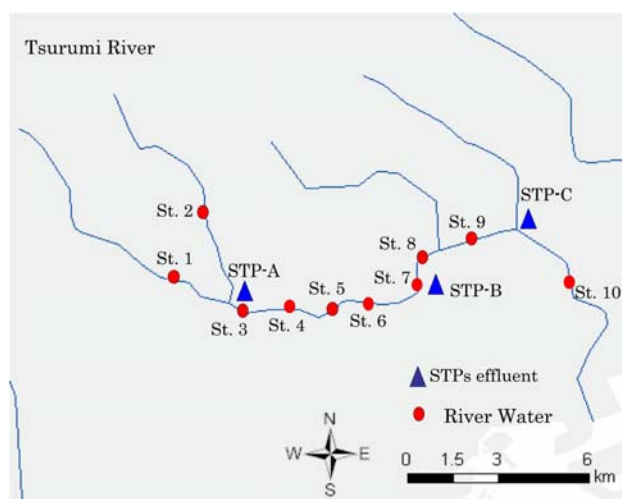 Tsurumi River
STP-C
St. 2
St. 9
St. 8
St. 1
STP-A
St. 7
STP-B
St. 5
St. 10
St. 3
St. 4
St. 6
STPs effluent
River Water
N
W E
S
0 1.5 3 6
km